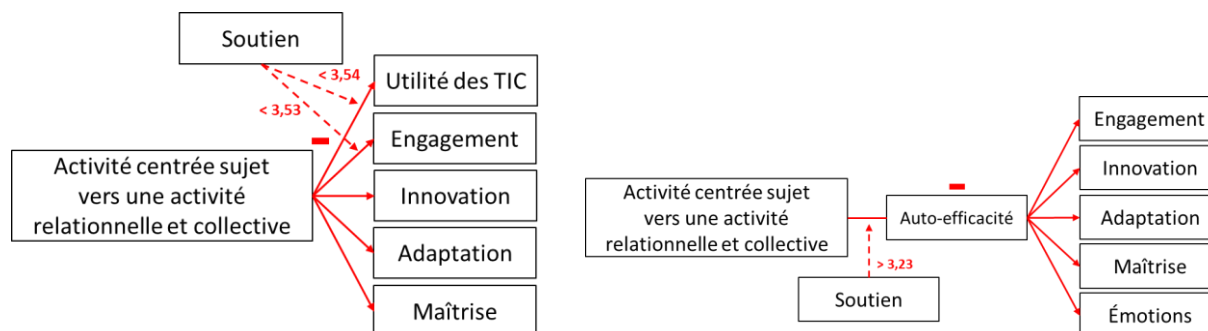 Soutien
< 3,54
< 3,53
Utilité des TIC
Engagement
Activité centrée sujet
vers une activité
relationnelle et collective
Innovation
Adaptation
Maîtrise
Activité centrée sujet
vers une activité
relationnelle et collective
Auto-efficacité
> 3,23
Soutien
Engagement
Innovation
Adaptation
Maîtrise
Émotions